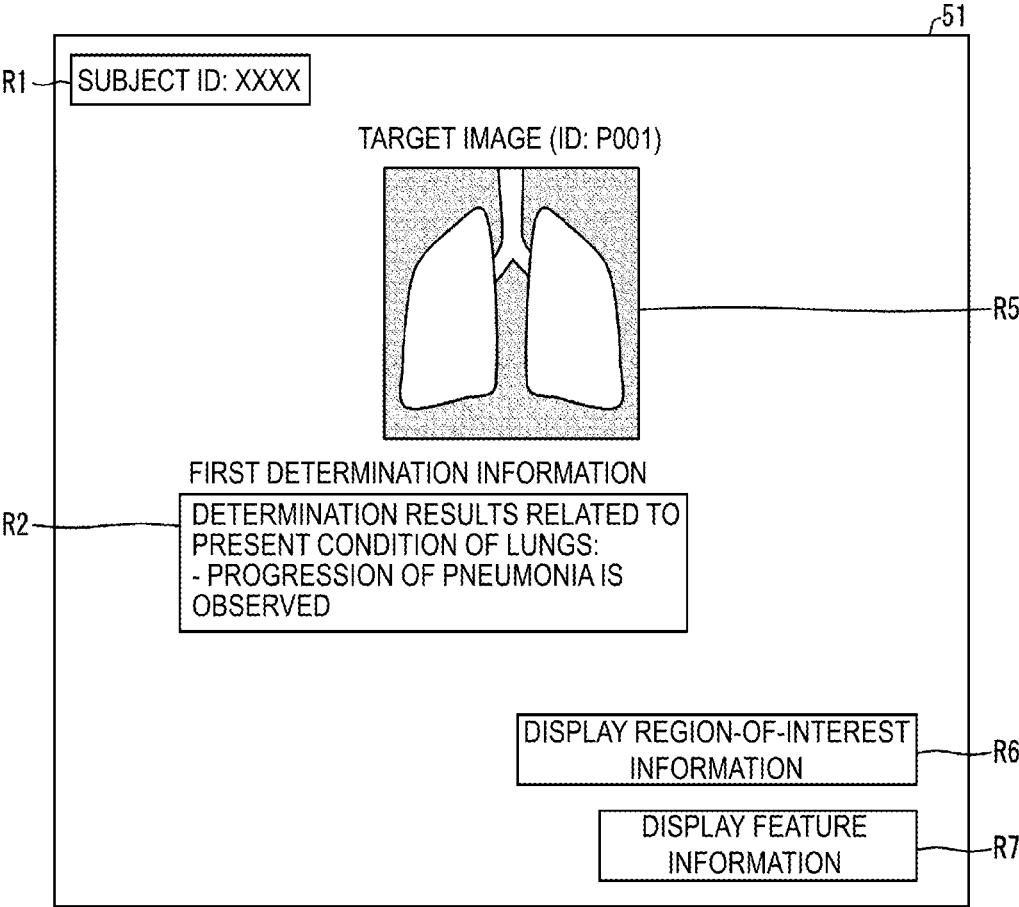 51
R1
SUBJECT ID: XXXX
TARGET IMAGE (ID: P001)
R5
FIRST DETERMINATION INFORMATION
R2
DETERMINATION RESULTS RELATED TO
PRESENT CONDITION OF LUNGS:
- PROGRESSION OF PNEUMONIA IS
OBSERVED
DISPLAY REGION-OF-INTEREST
INFORMATION
R6
DISPLAY FEATURE
INFORMATION
R7